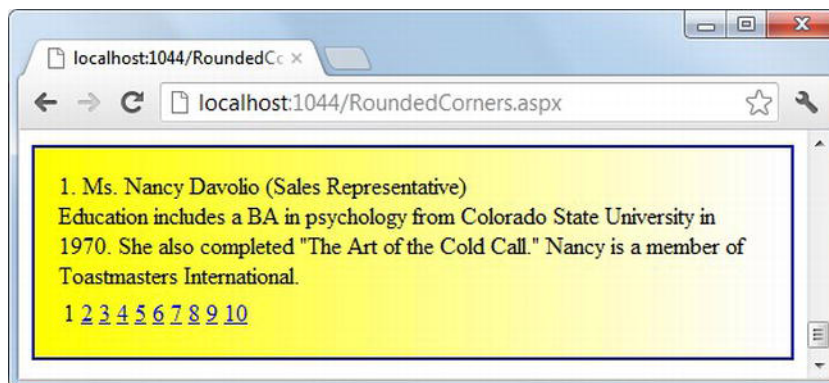 localhost:1044/RoundedCc
localhost:1044/RoundedCorners.aspx
1. Ms. Nancy Davolio (Sales Representative)
Education includes a BA in psychology from Colorado State University in
1970. She also completed "The Art of the Cold Call." Nancy is a member of
Toastmasters International.
1 2 3 4 5 6 7 8 9 10